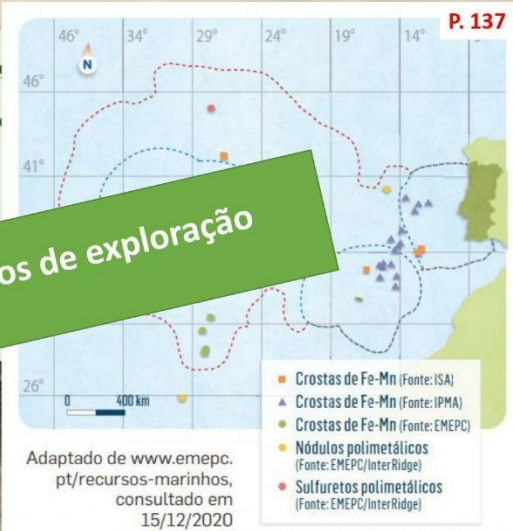 P. 137
46° 34° 29° 24° 19° 14°
N
46°
41°
os de exploração
26°
0 400 km
Crostas de Fe-Mn (Fonte: ISA)
Crostas de Fe-Mn (Fonte: IPMA)
Crostas de Fe-Mn (Fonte: EMEPC)
Nódulos polimetálicos
(Fonte: EMEPC/InterRidge)
Sulfuretos polimetálicos
(Fonte: EMEPC/InterRidge)
Adaptado de www.emepc.
pt/recursos-marinhos,
consultado em
15/12/2020